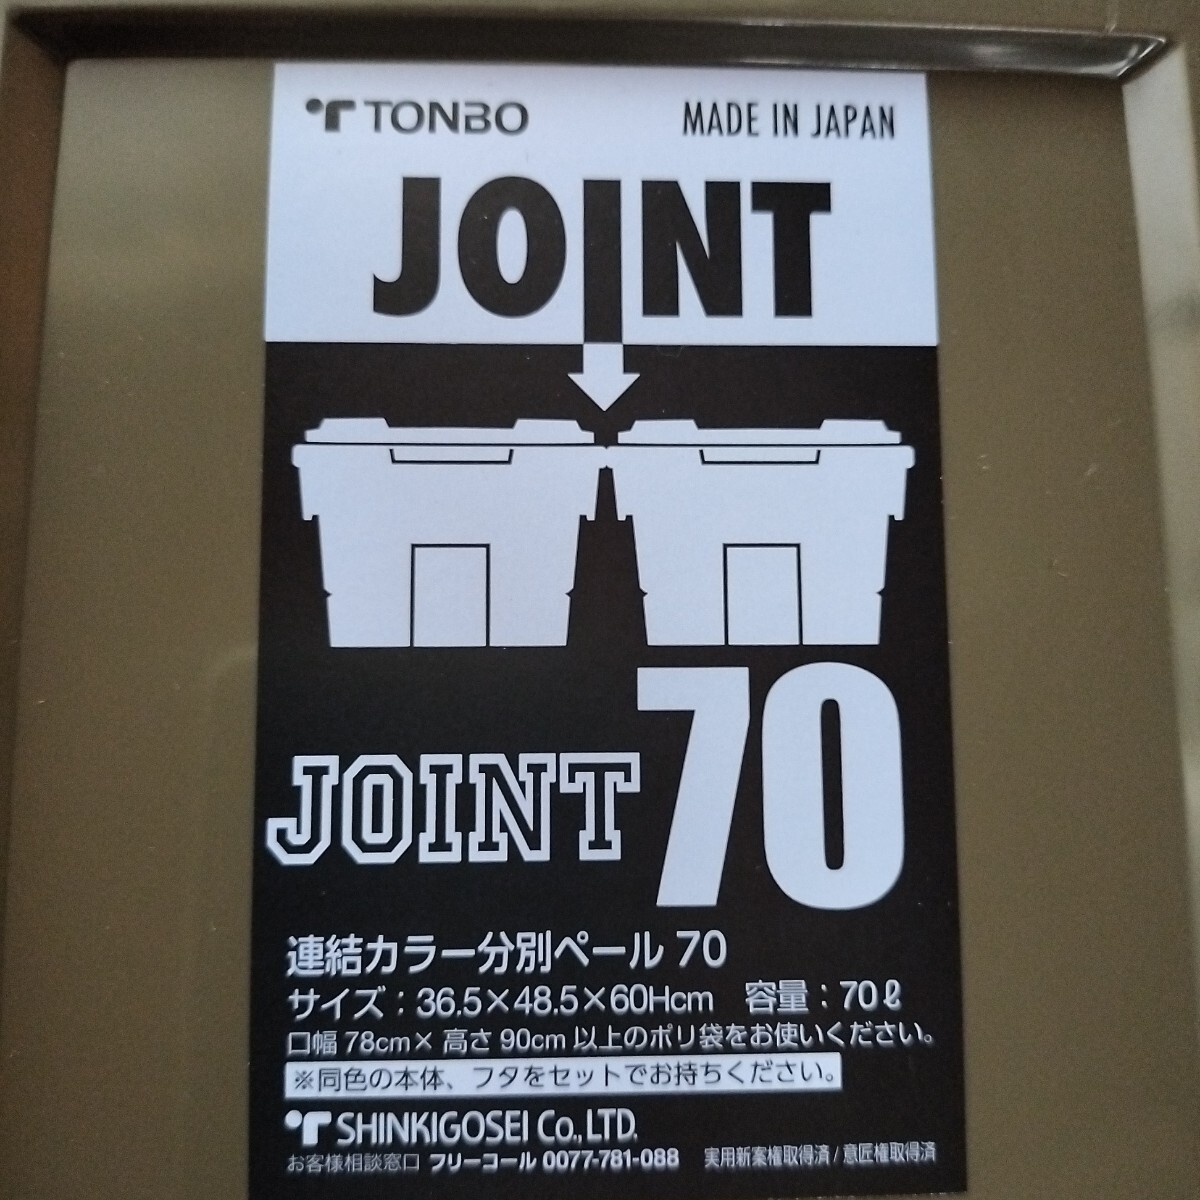 TONBO MADE IN JAPAN
JOINT
JOINT 70
連結カラー分別ペール 70
サイズ：36.5×48.5×60Hcm 容量：70ℓ
口幅 78cm× 高さ 90cm 以上のポリ袋をお使いください。
※同色の本体、フタをセットでお持ちください。
SHINKIGOSEI Co., LTD.
お客様相談窓口 フリーコール 0077-781-088 実用新案権取得済 / 意匠権取得済